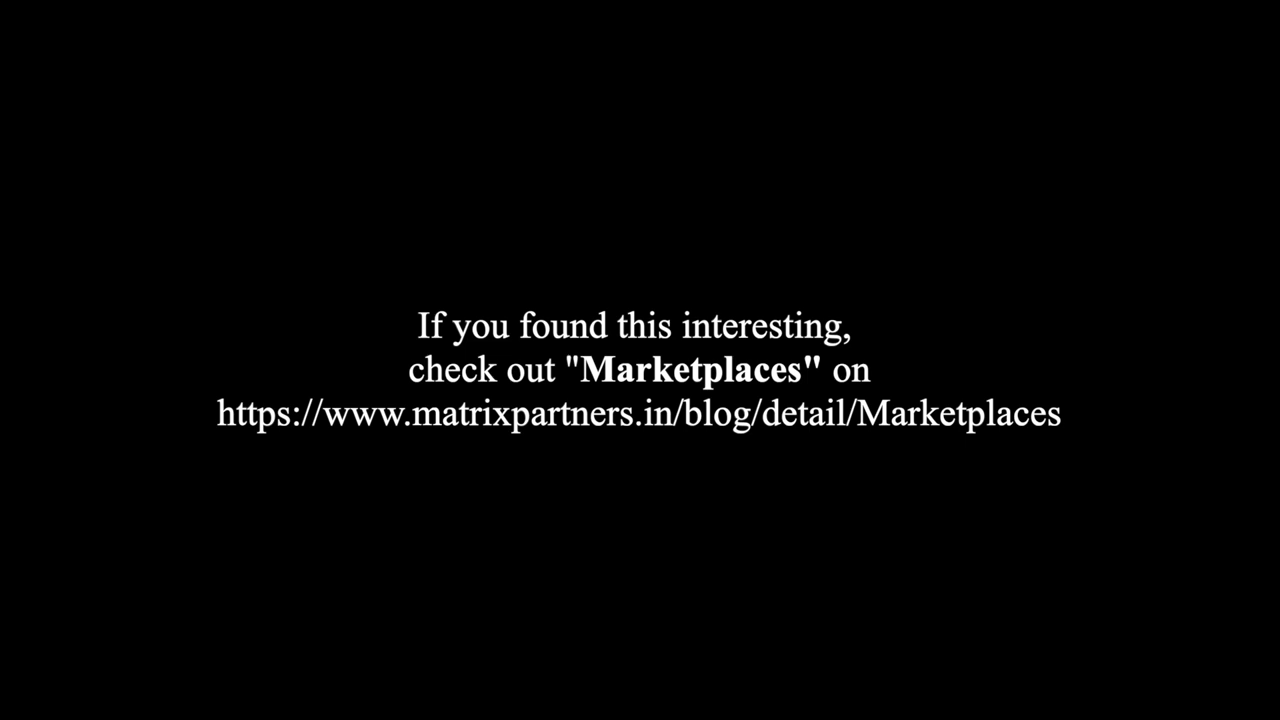 If you found this interesting,
check out "Marketplaces" on
https://www.matrixpartners.in/blog/detail/Marketplaces